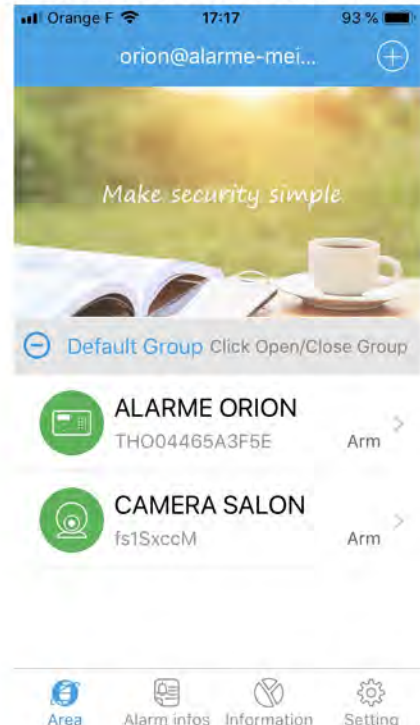 Orange F 17:17 93 %
orion@alarme-mei...
Make security simple
Default Group Click Open/Close Group
ALARME ORION
THO04465A3F5E Arm >
CAMERA SALON
fs1SxccM Arm >
Area Alarm infos Information Setting